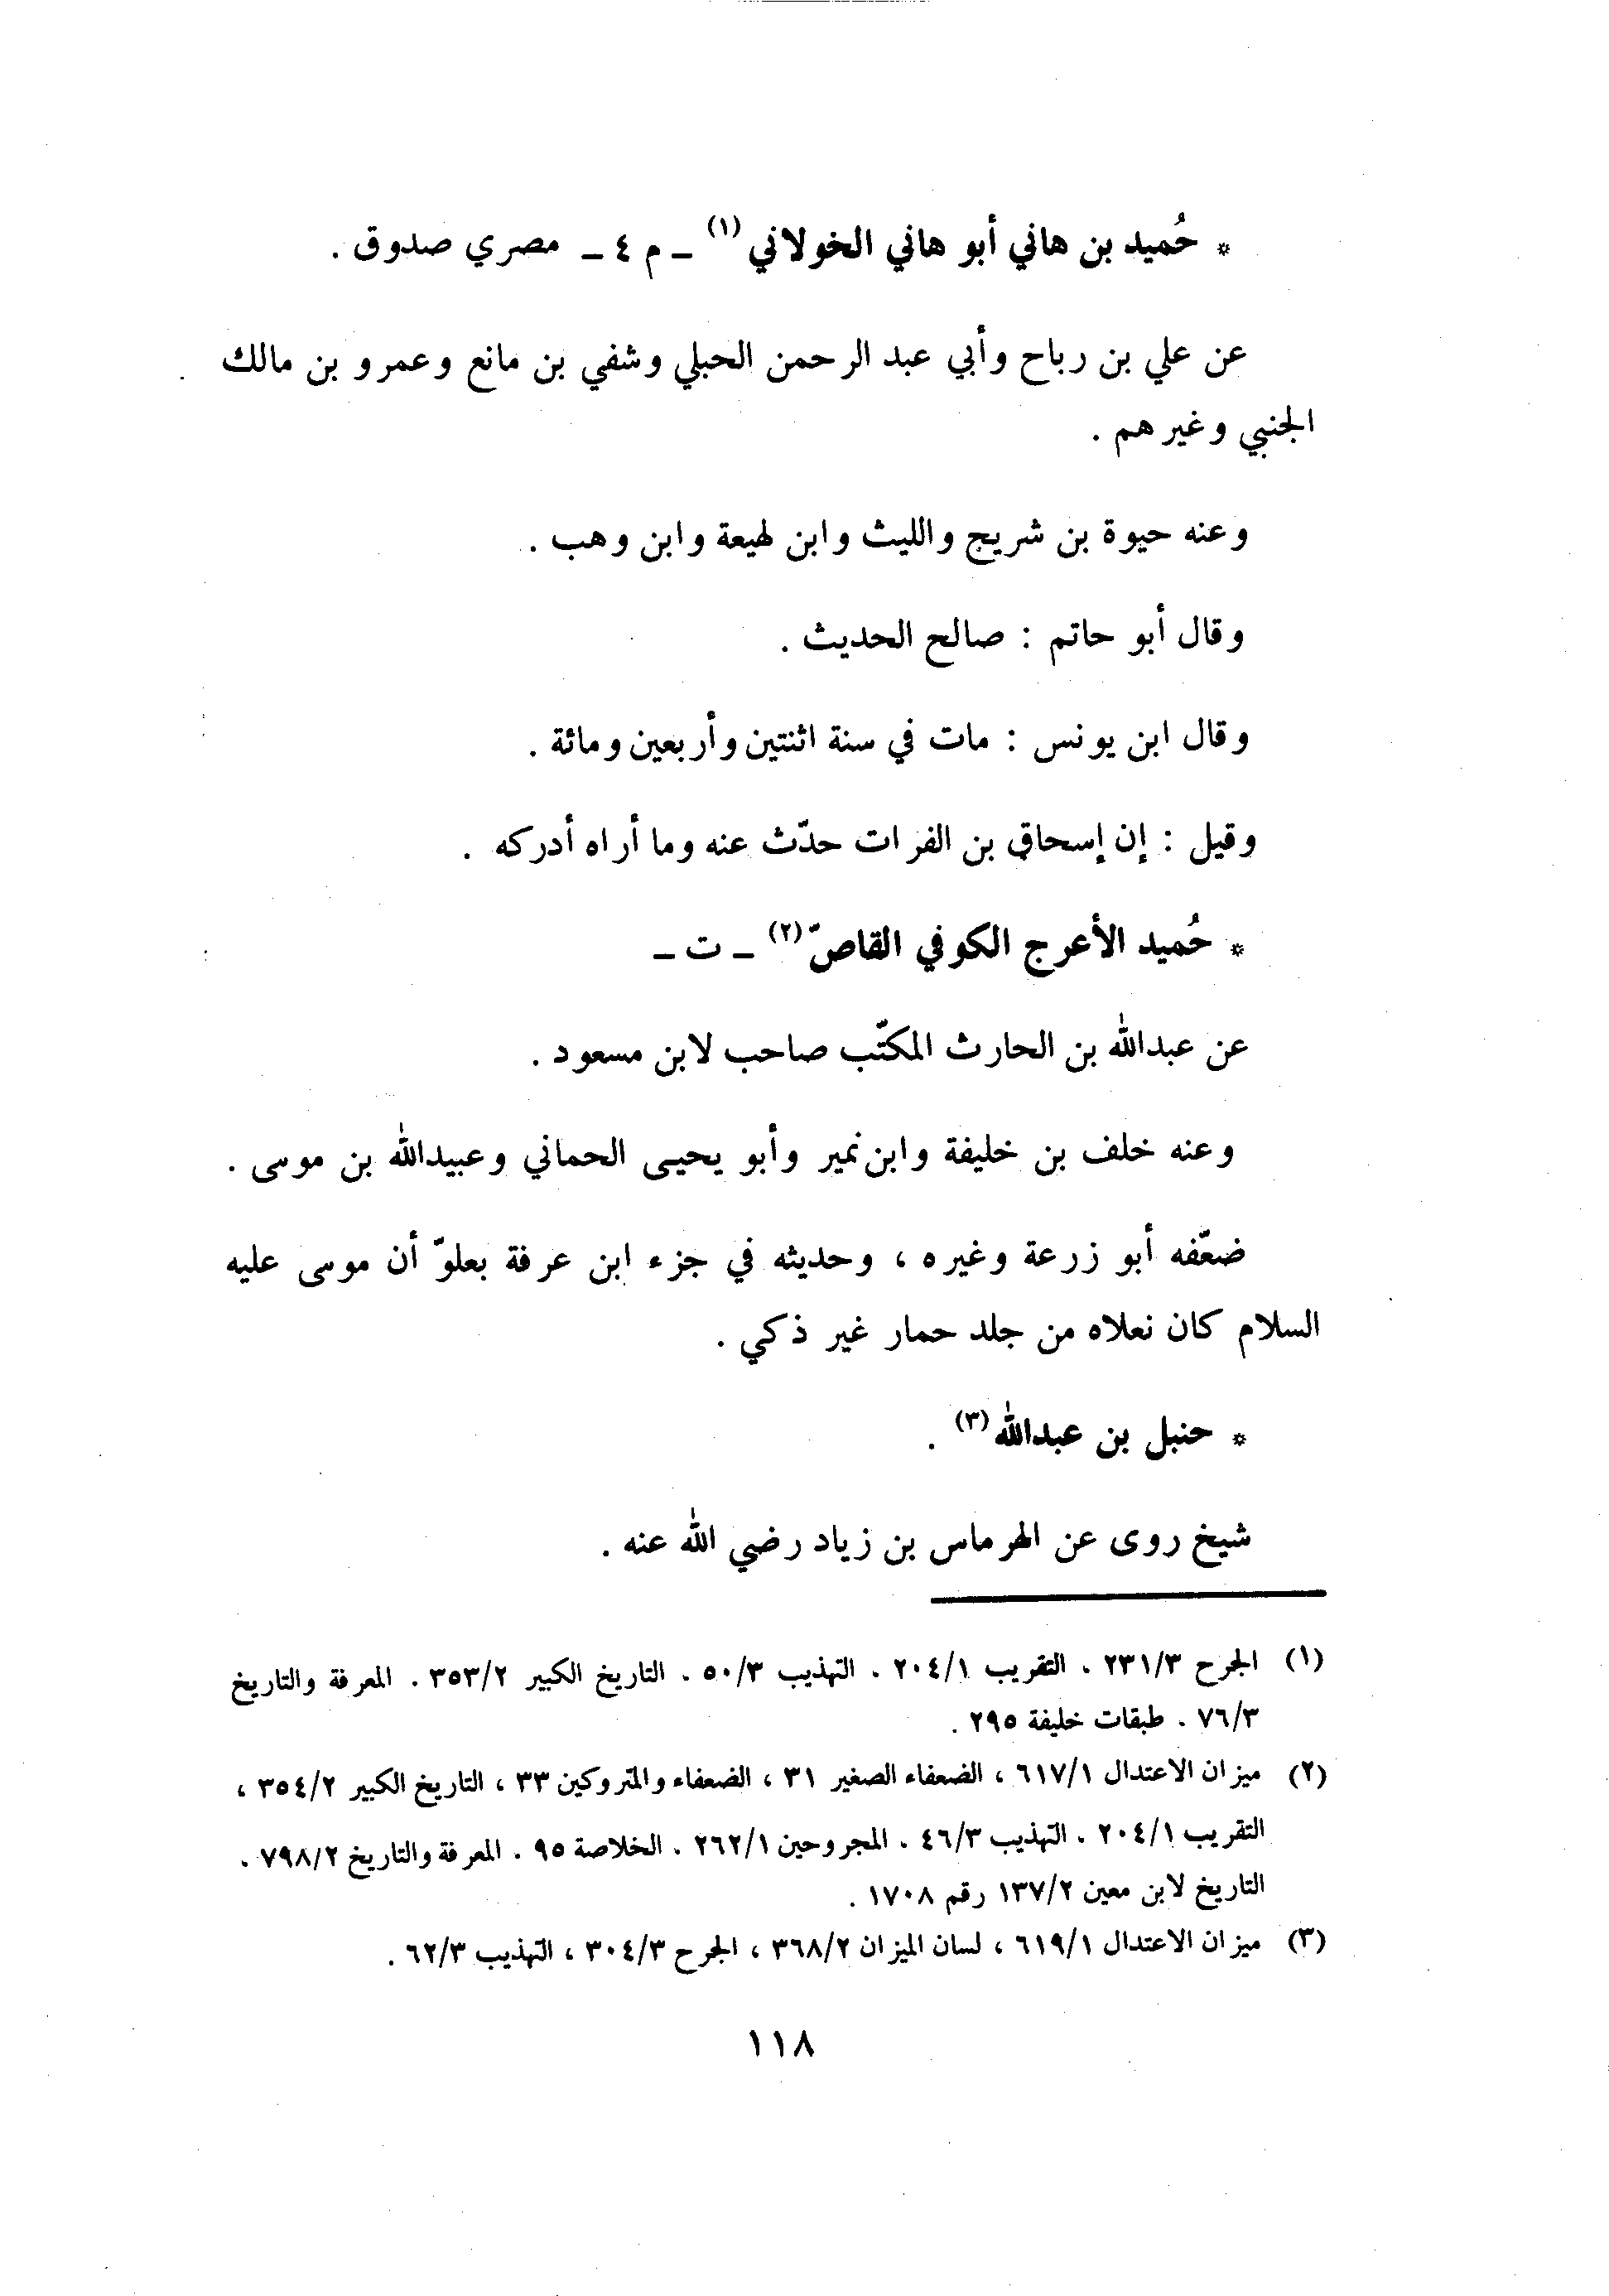 * حُميد بن هاني أبو هاني الخولاني (١) ـ م ٤ ـ مصري صدوق .
عن علي بن رباح وأبي عبد الرحمن الحبلي وشفي بن مانع وعمرو بن مالك
الجنبي وغيرهم .
وعنه حيوة بن شريج والليث وابن لهيعة وابن وهب .
وقال أبو حاتم : صالح الحديث .
وقال ابن يونس : مات في سنة اثنتين وأربعين ومائة .
وقيل : إن إسحاق بن الفرات حدّث عنه وما أراه أدركه .
* حُميد الأعرج الكوفي القاصّ (٢) ـ ت ـ
عن عبدالله بن الحارث المكتّب صاحب لابن مسعود .
وعنه خلف بن خليفة وابن نمير وأبو يحيى الحماني وعبيدالله بن موسى .
ضعّفه أبو زرعة وغيره ، وحديثه في جزء ابن عرفة بعلوّ أن موسى عليه
السلام كان نعلاه من جلد حمار غير ذكي .
* حنبل بن عبدالله (٣) .
شيخ روى عن الهرماس بن زياد رضي الله عنه .
(١) الجرح ٢٣١/٣ . التقريب ٢٠٤/١ . التهذيب ٥٠/٣ . التاريخ الكبير ٣٥٣/٢ . المعرفة والتاريخ
٧٦/٣ . طبقات خليفة ٢٩٥ .
(٢) ميزان الاعتدال ٦١٧/١ ، الضعفاء الصغير ٣١ ، الضعفاء والمتروكين ٣٣ ، التاريخ الكبير ٣٥٤/٢ ،
التقريب ٢٠٤/١ . التهذيب ٤٦/٣ . المجروحين ٢٦٢/١ . الخلاصة ٩٥ . المعرفة والتاريخ ٧٩٨/٢ .
التاريخ لابن معين ١٣٧/٢ رقم ١٧٠٨ .
(٣) ميزان الاعتدال ٦١٩/١ ، لسان الميزان ٣٦٨/٢ ، الجرح ٣٠٤/٣ ، التهذيب ٦٢/٣ .
١١٨